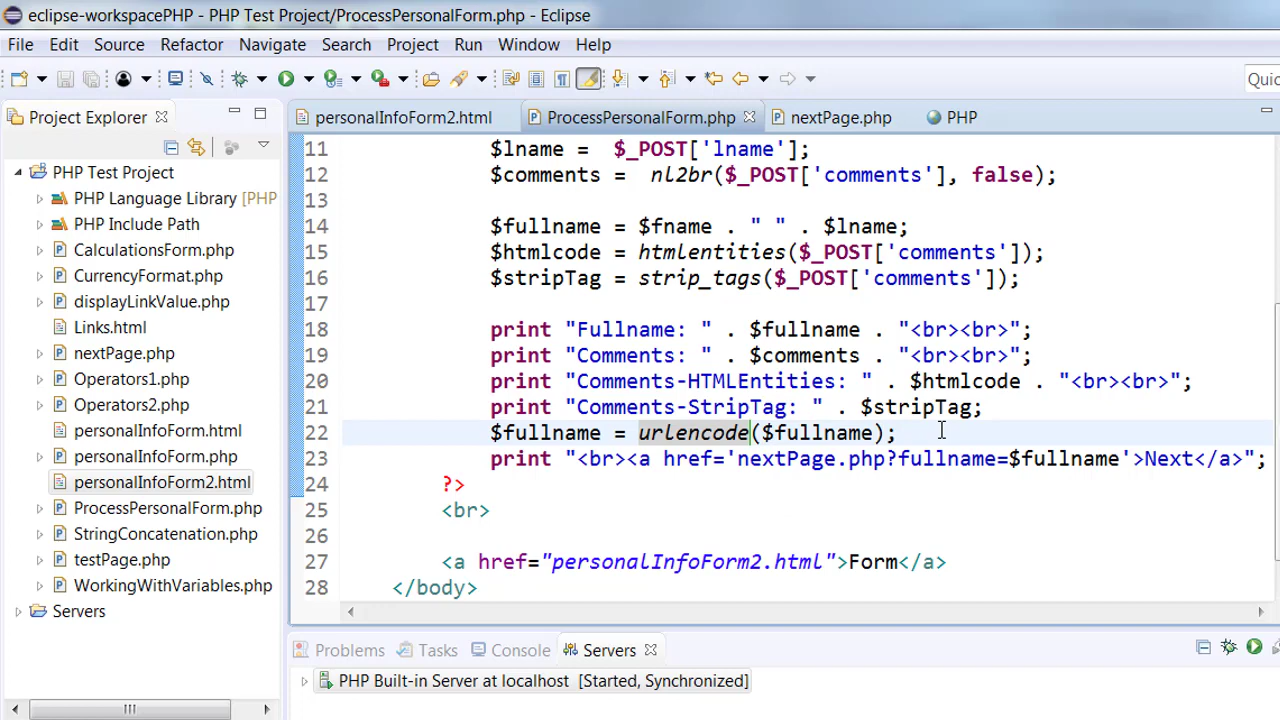 eclipse-workspacePHP - PHP Test Project/ProcessPersonalForm.php - Eclipse
File Edit Source Refactor Navigate Search Project Run Window Help
Quic
Project Explorer
PHP Test Project
PHP Language Library [PHP
PHP Include Path
CalculationsForm.php
CurrencyFormat.php
displayLinkValue.php
Links.html
nextPage.php
Operators1.php
Operators2.php
personalInfoForm.html
personalInfoForm.php
personalInfoForm2.html
ProcessPersonalForm.php
StringConcatenation.php
testPage.php
WorkingWithVariables.php
Servers
personalInfoForm2.html ProcessPersonalForm.php nextPage.php PHP
11 $lname =  $_POST['lname'];
12 $comments =  nl2br($_POST['comments'], false);
13
14 $fullname = $fname . " " . $lname;
15 $htmlcode = htmlentities($_POST['comments']);
16 $stripTag = strip_tags($_POST['comments']);
17
18 print "Fullname: " . $fullname . "<br><br>";
19 print "Comments: " . $comments . "<br><br>";
20 print "Comments-HTMLEntities: " . $htmlcode . "<br><br>";
21 print "Comments-StripTag: " . $stripTag;
22 $fullname = urlencode($fullname);
23 print "<br><a href='nextPage.php?fullname=$fullname'>Next</a>";
24 ?>
25 <br>
26
27 <a href="personalInfoForm2.html">Form</a>
28 </body>
Problems Tasks Console Servers
PHP Built-in Server at localhost [Started, Synchronized]